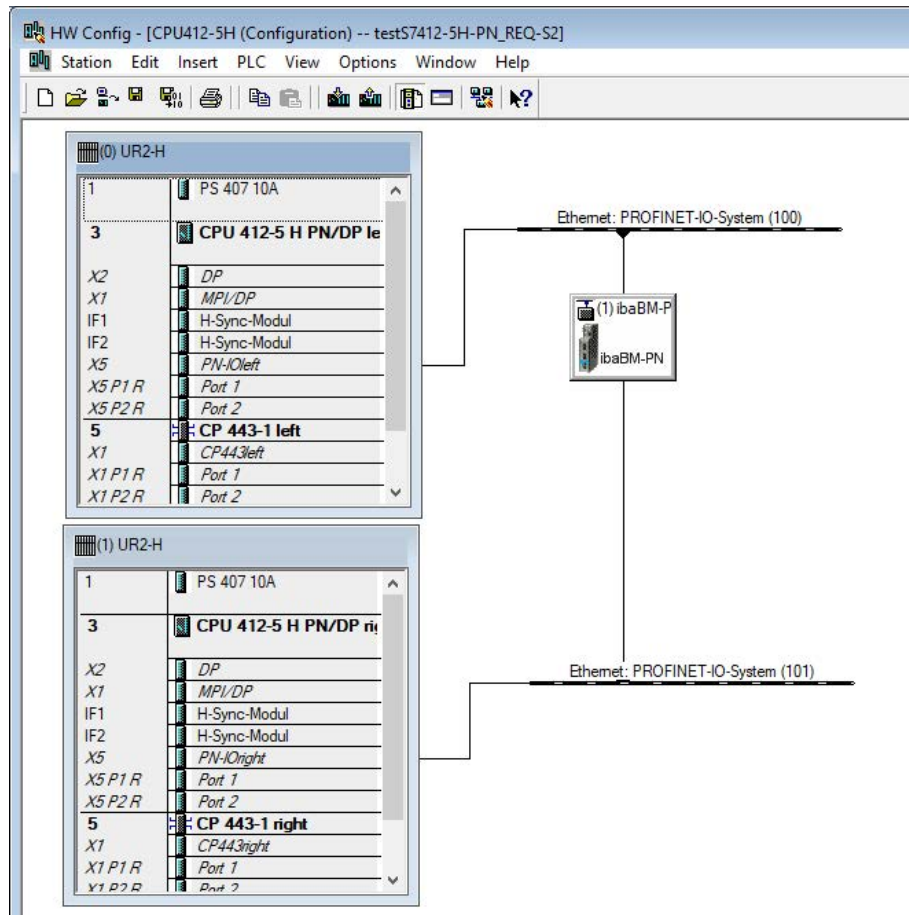 HW Config - [CPU412-5H (Configuration) -- testS7412-5H-PN_REQ-S2]
Station Edit Insert PLC View Options Window Help
(0) UR2-H
1 PS 407 10A
3 CPU 412-5 H PN/DP le
X2 DP
X1 MPI/DP
IF1 H-Sync-Modul
IF2 H-Sync-Modul
X5 PN-IOleft
X5 P1 R Port 1
X5 P2 R Port 2
5 CP 443-1 left
X1 CP443left
X1 P1 R Port 1
X1 P2 R Port 2
Ethernet: PROFINET-IO-System (100)
(1) ibaBM-P
ibaBM-PN
(1) UR2-H
1 PS 407 10A
3 CPU 412-5 H PN/DP rig
X2 DP
X1 MPI/DP
IF1 H-Sync-Modul
IF2 H-Sync-Modul
X5 PN-IOright
X5 P1 R Port 1
X5 P2 R Port 2
5 CP 443-1 right
X1 CP443right
X1 P1 R Port 1
X1 P2 R Port 2
Ethernet: PROFINET-IO-System (101)